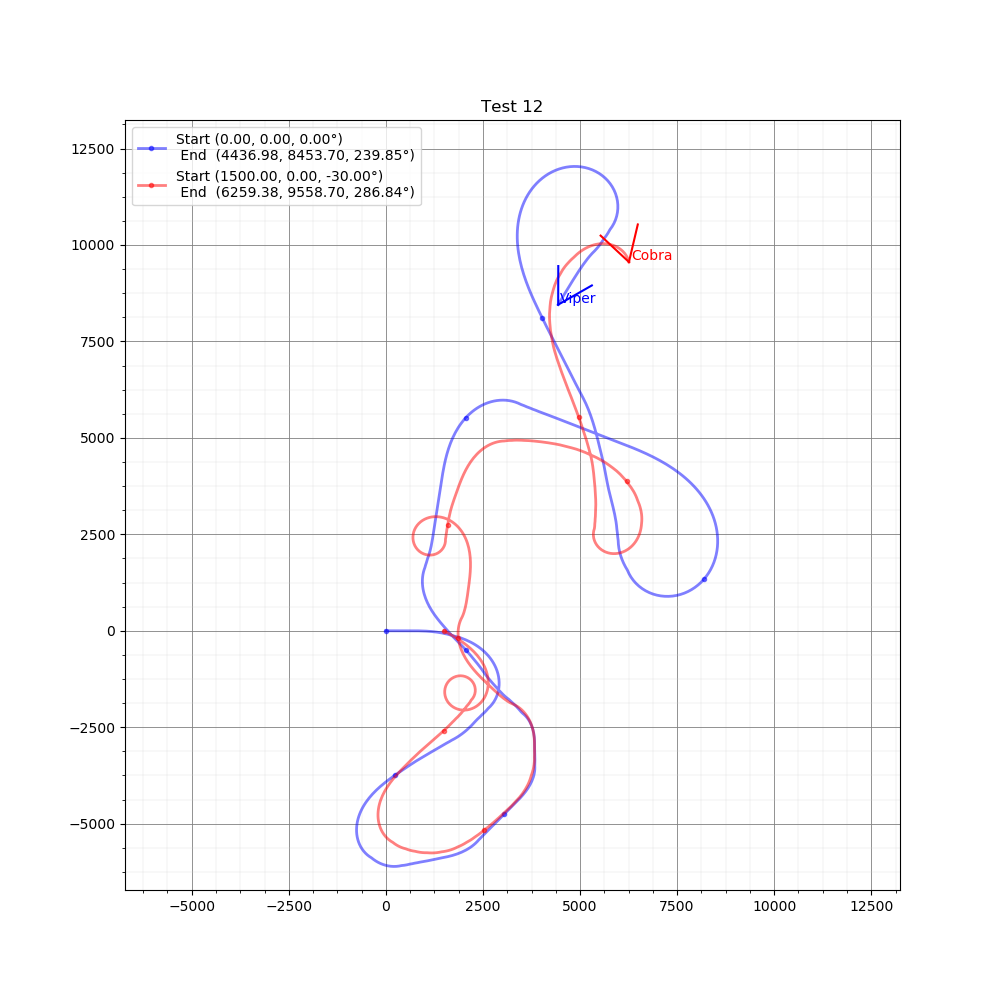 Test 12
Start (0.00, 0.00, 0.00°)
End  (4436.98, 8453.70, 239.85°)
Start (1500.00, 0.00, -30.00°)
End  (6259.38, 9558.70, 286.84°)
12500
10000
7500
5000
2500
0
−2500
−5000
Cobra
Viper
−5000 −2500 0 2500 5000 7500 10000 12500